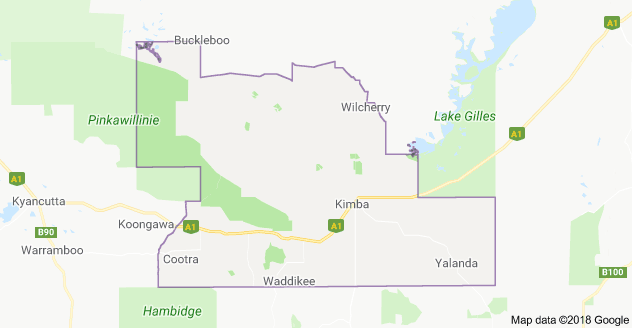 Buckleboo
Wilcherry
Pinkawillinie
Lake Gilles
A1
A1
Kyancutta
Kimba
Koongawa
A1
A1
B90
Warramboo
Cootra
Yalanda
B100
Waddikee
Hambidge
Map data ©2018 Google